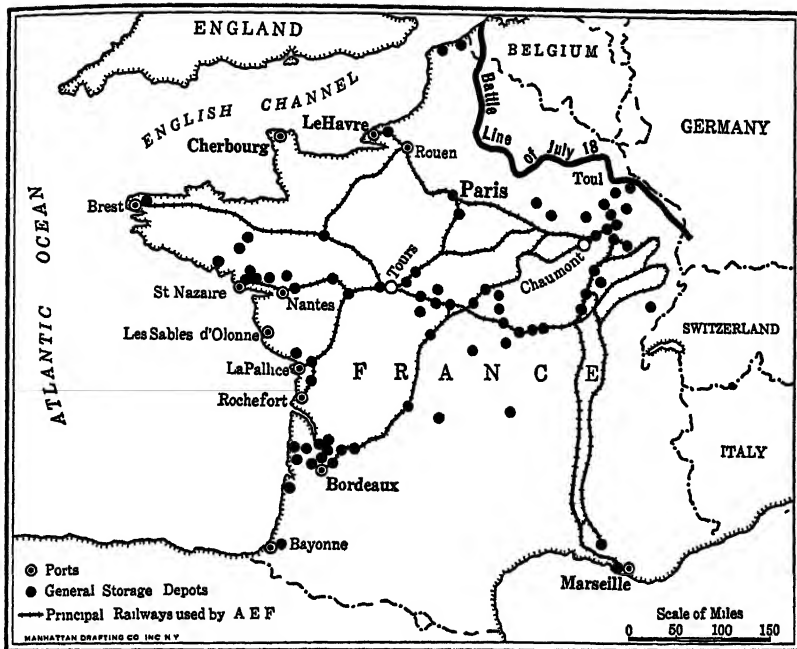 ENGLAND
BELGIUM
ENGLISH CHANNEL
GERMANY
LeHavre
Cherbourg
Rouen
Battle Line of July 18
Toul
Paris
Brest
ATLANTIC OCEAN
Tours
Chaumont
St Nazaire
Nantes
Les Sables d'Olonne
SWITZERLAND
LaPallice
FRANCE
Rochefort
ITALY
Bordeaux
Bayonne
Marseille
Ports
General Storage Depots
Principal Railways used by A E F
MANHATTAN DRAFTING CO INC N Y
Scale of Miles
0 50 100 150